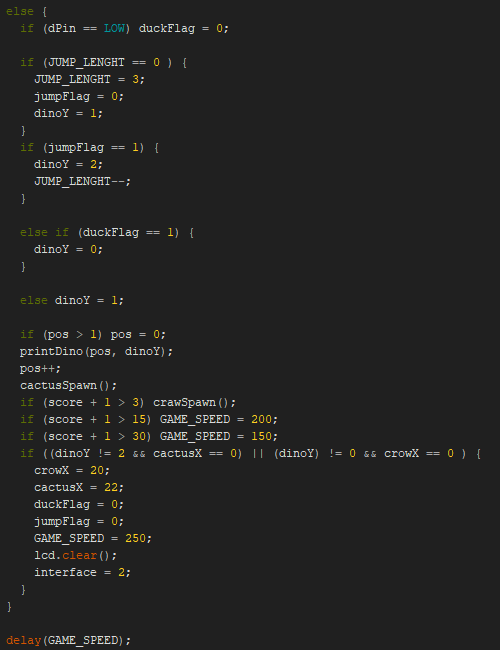 else {
  if (dPin == LOW) duckFlag = 0;

  if (JUMP_LENGHT == 0 ) {
    JUMP_LENGHT = 3;
    jumpFlag = 0;
    dinoY = 1;
  }
  if (jumpFlag == 1) {
    dinoY = 2;
    JUMP_LENGHT--;
  }

  else if (duckFlag == 1) {
    dinoY = 0;
  }

  else dinoY = 1;

  if (pos > 1) pos = 0;
  printDino(pos, dinoY);
  pos++;
  cactusSpawn();
  if (score + 1 > 3) crawSpawn();
  if (score + 1 > 15) GAME_SPEED = 200;
  if (score + 1 > 30) GAME_SPEED = 150;
  if ((dinoY != 2 && cactusX == 0) || (dinoY) != 0 && crowX == 0 ) {
    crowX = 20;
    cactusX = 22;
    duckFlag = 0;
    jumpFlag = 0;
    GAME_SPEED = 250;
    lcd.clear();
    interface = 2;
  }
}

delay(GAME_SPEED);